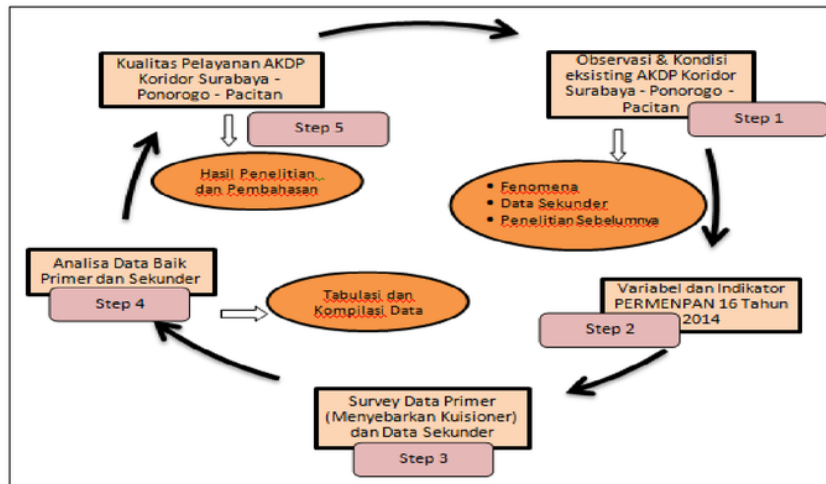 Kualitas Pelayanan AKDP
Koridor Surabaya -
Ponorogo - Pacitan
Step 5
Hasil Penelitian
dan Pembahasan
Observasi & Kondisi
eksisting AKDP Koridor
Surabaya - Ponorogo -
Pacitan
Step 1
• Fenomena
• Data Sekunder
• Penelitian Sebelumnya
Variabel dan Indikator
PERMENPAN 16 Tahun
2014
Step 2
Survey Data Primer
(Menyebarkan Kuisioner)
dan Data Sekunder
Step 3
Analisa Data Baik
Primer dan Sekunder
Step 4
Tabulasi dan
Kompilasi Data